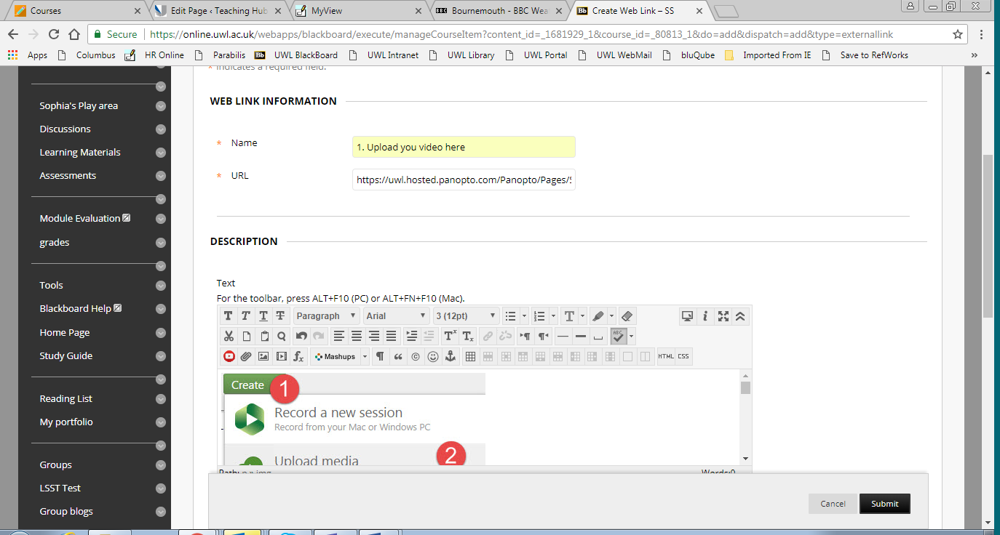 Courses
Edit Page ‹ Teaching Hub
MyView
BBC Bournemouth - BBC Wea
Bb Create Web Link – SS
Secure https://online.uwl.ac.uk/webapps/blackboard/execute/manageCourseItem?content_id=_1681929_1&course_id=_80813_1&do=add&dispatch=add&type=externallink
Apps Columbus HR Online Parabilis Bb UWL BlackBoard UWL Intranet UWL Library UWL Portal UWL WebMail bluQube Imported From IE Save to RefWorks »
Sophia's Play area
Discussions
Learning Materials
Assessments
Module Evaluation
grades
Tools
Blackboard Help
Home Page
Study Guide
Reading List
My portfolio
Groups
LSST Test
Group blogs
* indicates a required field.
WEB LINK INFORMATION
* Name
1. Upload you video here
* URL
https://uwl.hosted.panopto.com/Panopto/Pages/S
DESCRIPTION
Text
For the toolbar, press ALT+F10 (PC) or ALT+FN+F10 (Mac).
T T T T Paragraph Arial 3 (12pt) T
ABC
Mashups HTML CSS
Create 1
Record a new session
Record from your Mac or Windows PC
Upload media 2
Path: p » img Words:0
Cancel Submit